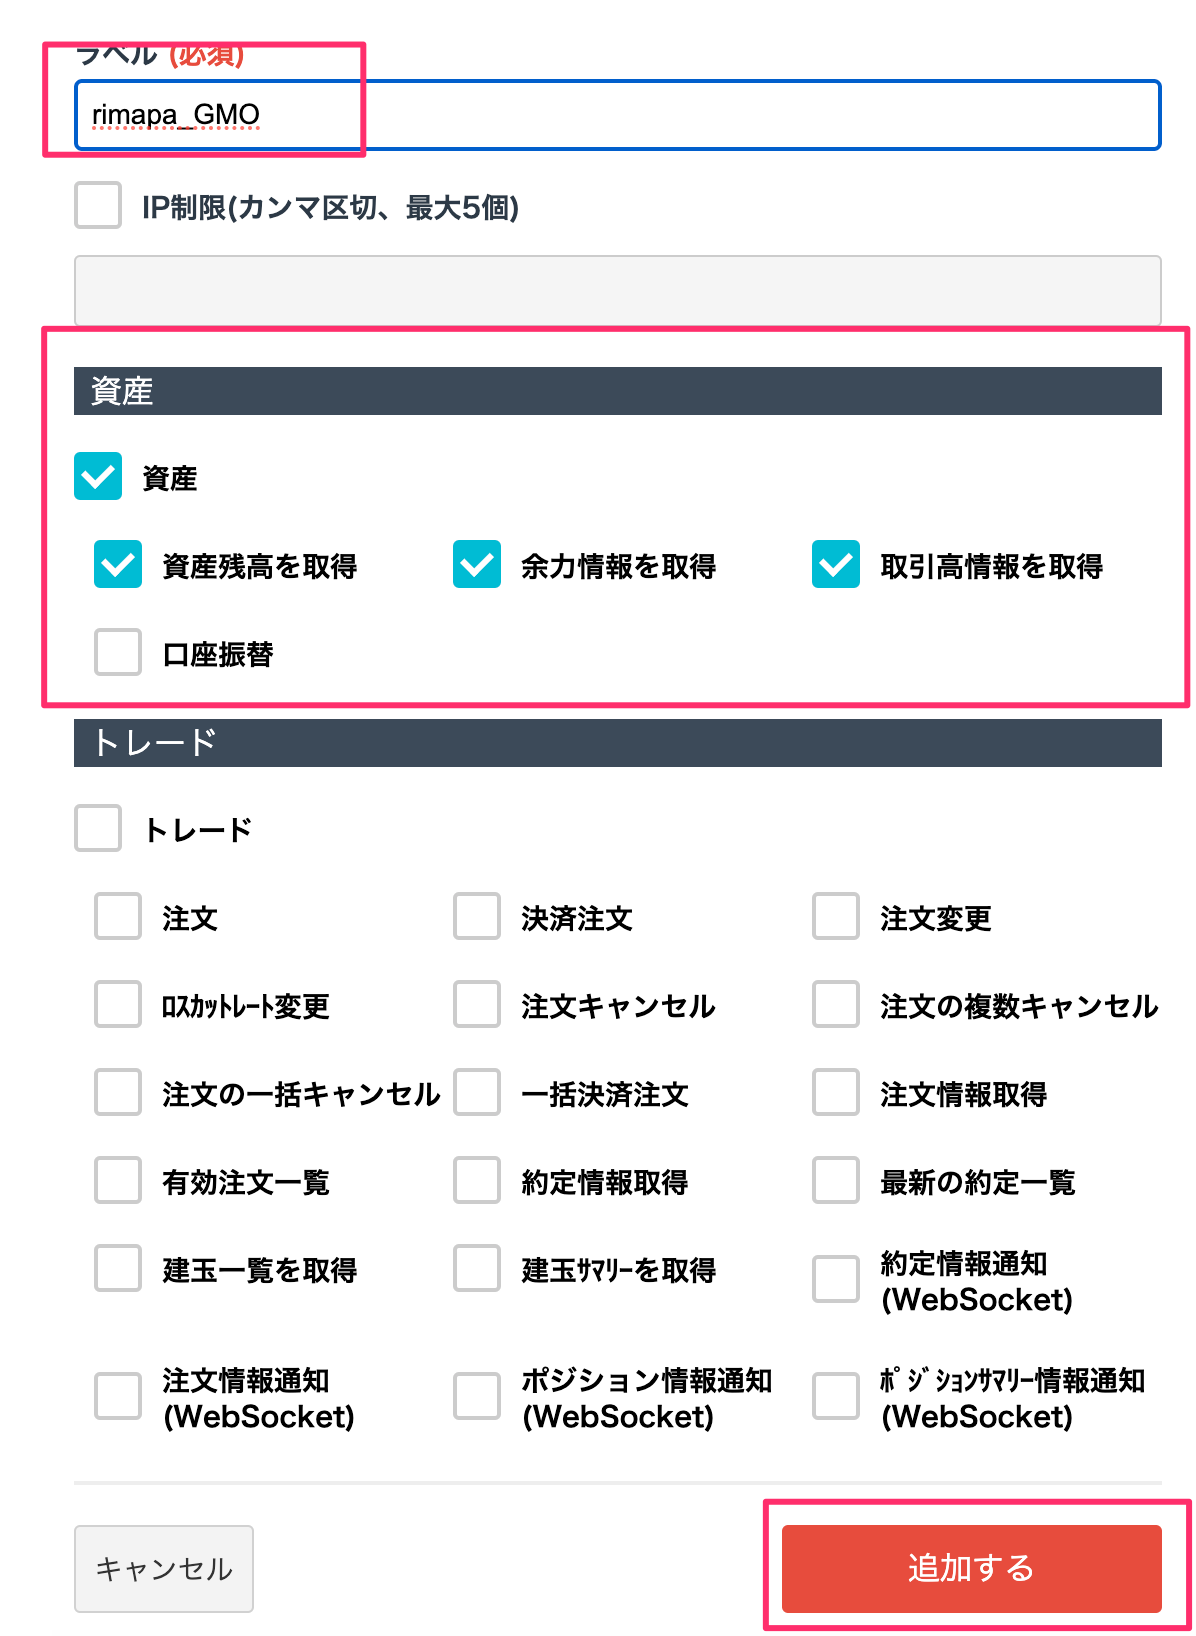 ラベル (必須)
rimapa_GMO
IP制限(カンマ区切、最大5個)
資産
資産
資産残高を取得 余力情報を取得 取引高情報を取得
口座振替
トレード
トレード
注文 決済注文 注文変更
ﾛｽｶｯﾄﾚｰﾄ変更 注文キャンセル 注文の複数キャンセル
注文の一括キャンセル 一括決済注文 注文情報取得
有効注文一覧 約定情報取得 最新の約定一覧
建玉一覧を取得 建玉ｻﾏﾘｰを取得 約定情報通知
(WebSocket)
注文情報通知 ポジション情報通知 ﾎﾟｼﾞｼｮﾝｻﾏﾘｰ情報通知
(WebSocket) (WebSocket) (WebSocket)
キャンセル 追加する